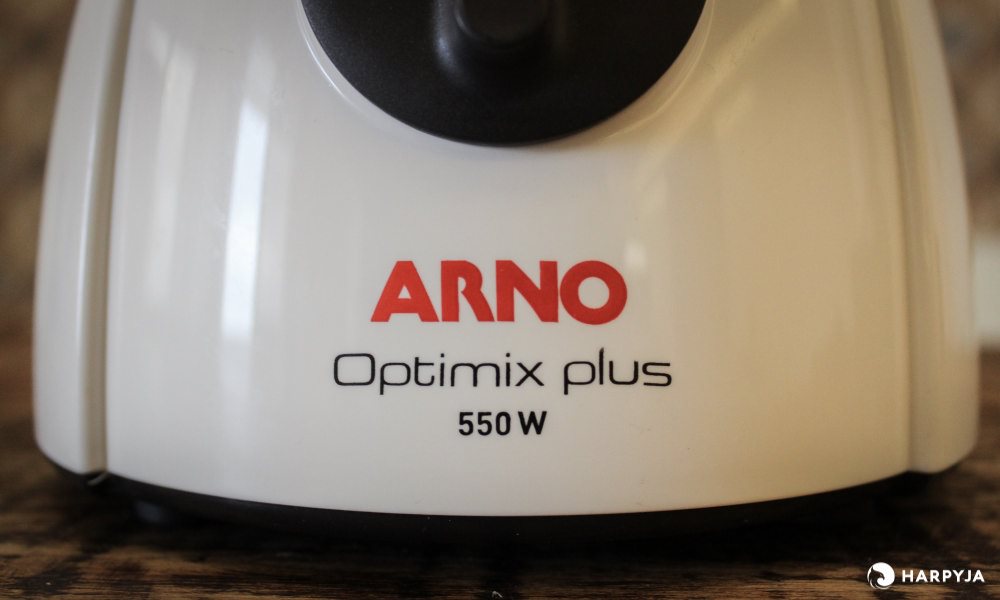 ARNO
Optimix plus
550 W
HARPYJA